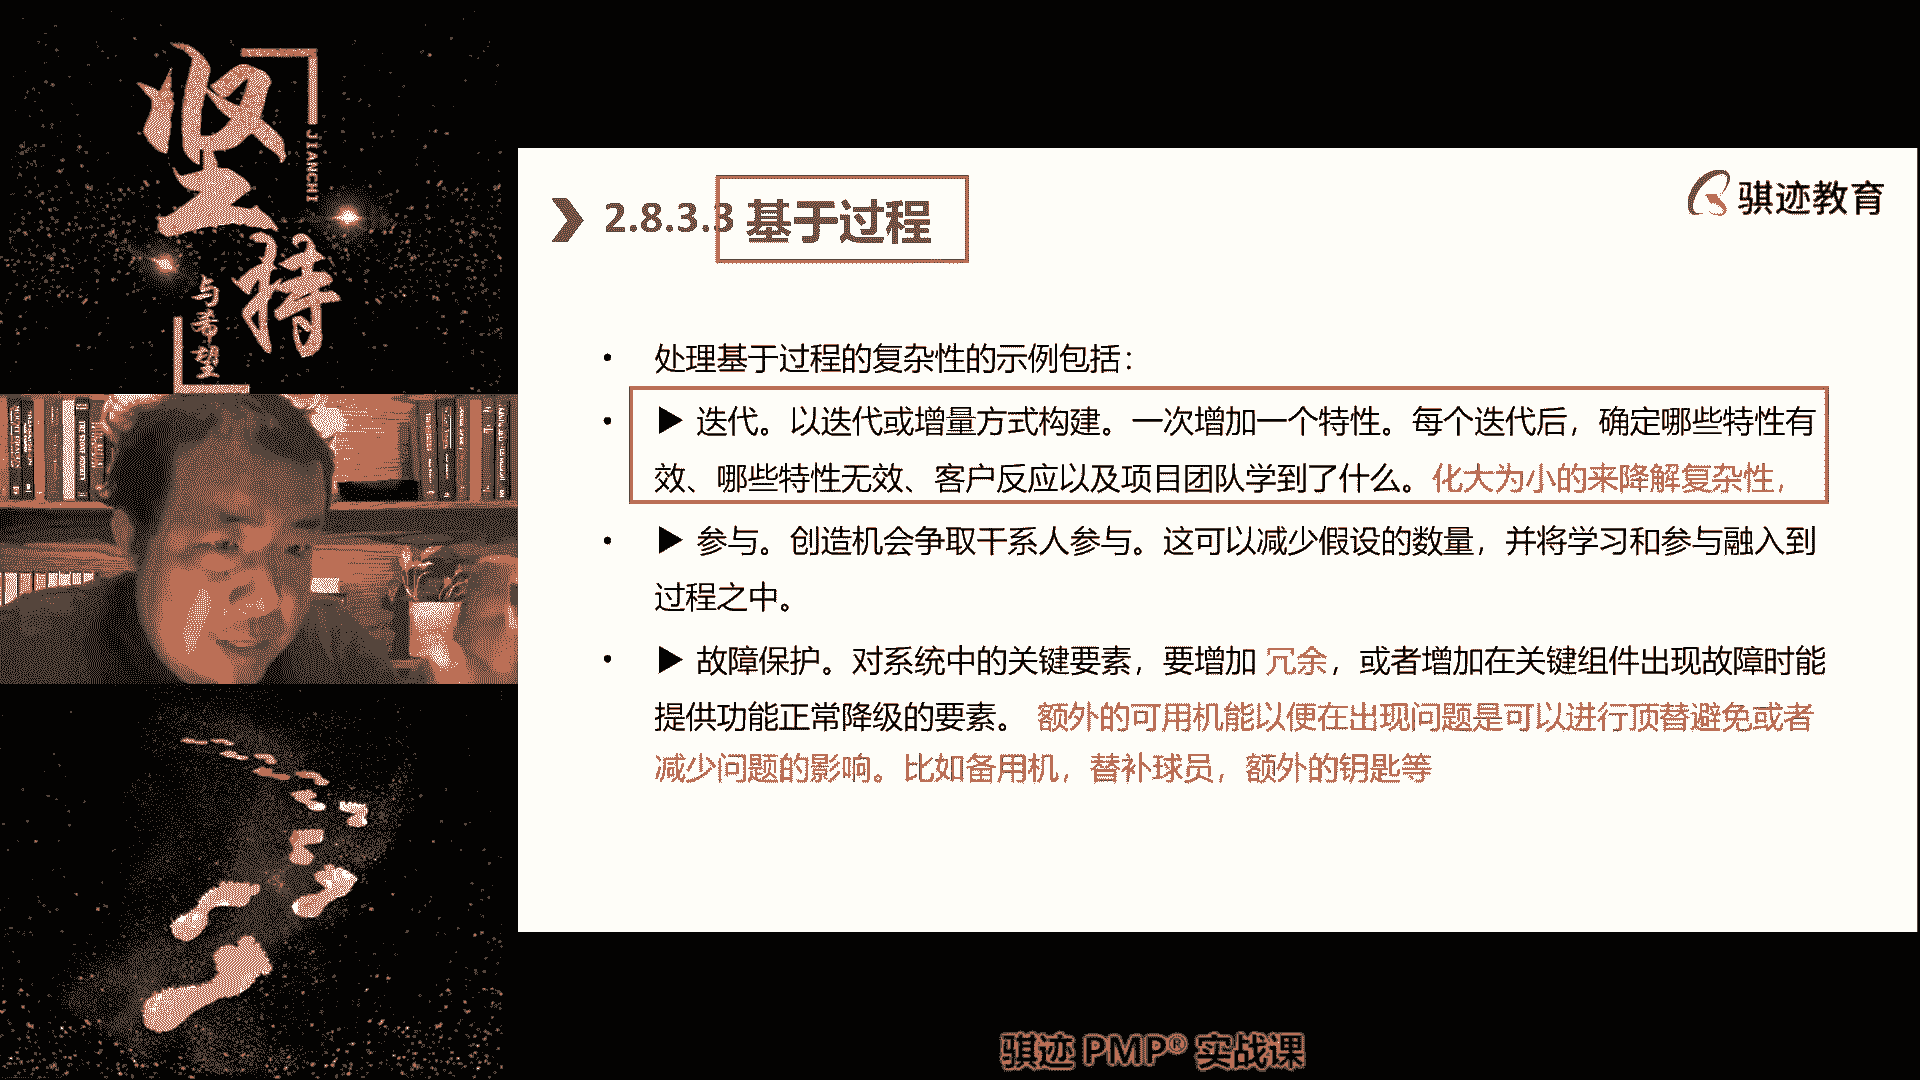 坚持
JIANCHI
与希望
2.8.3.3 基于过程
骐迹教育
• 处理基于过程的复杂性的示例包括：
• ▶ 迭代。以迭代或增量方式构建。一次增加一个特性。每个迭代后，确定哪些特性有
效、哪些特性无效、客户反应以及项目团队学到了什么。化大为小的来降解复杂性，
• ▶ 参与。创造机会争取干系人参与。这可以减少假设的数量，并将学习和参与融入到
过程之中。
• ▶ 故障保护。对系统中的关键要素，要增加 冗余，或者增加在关键组件出现故障时能
提供功能正常降级的要素。 额外的可用机能以便在出现问题是可以进行顶替避免或者
减少问题的影响。比如备用机，替补球员，额外的钥匙等
骐迹 PMP® 实战课